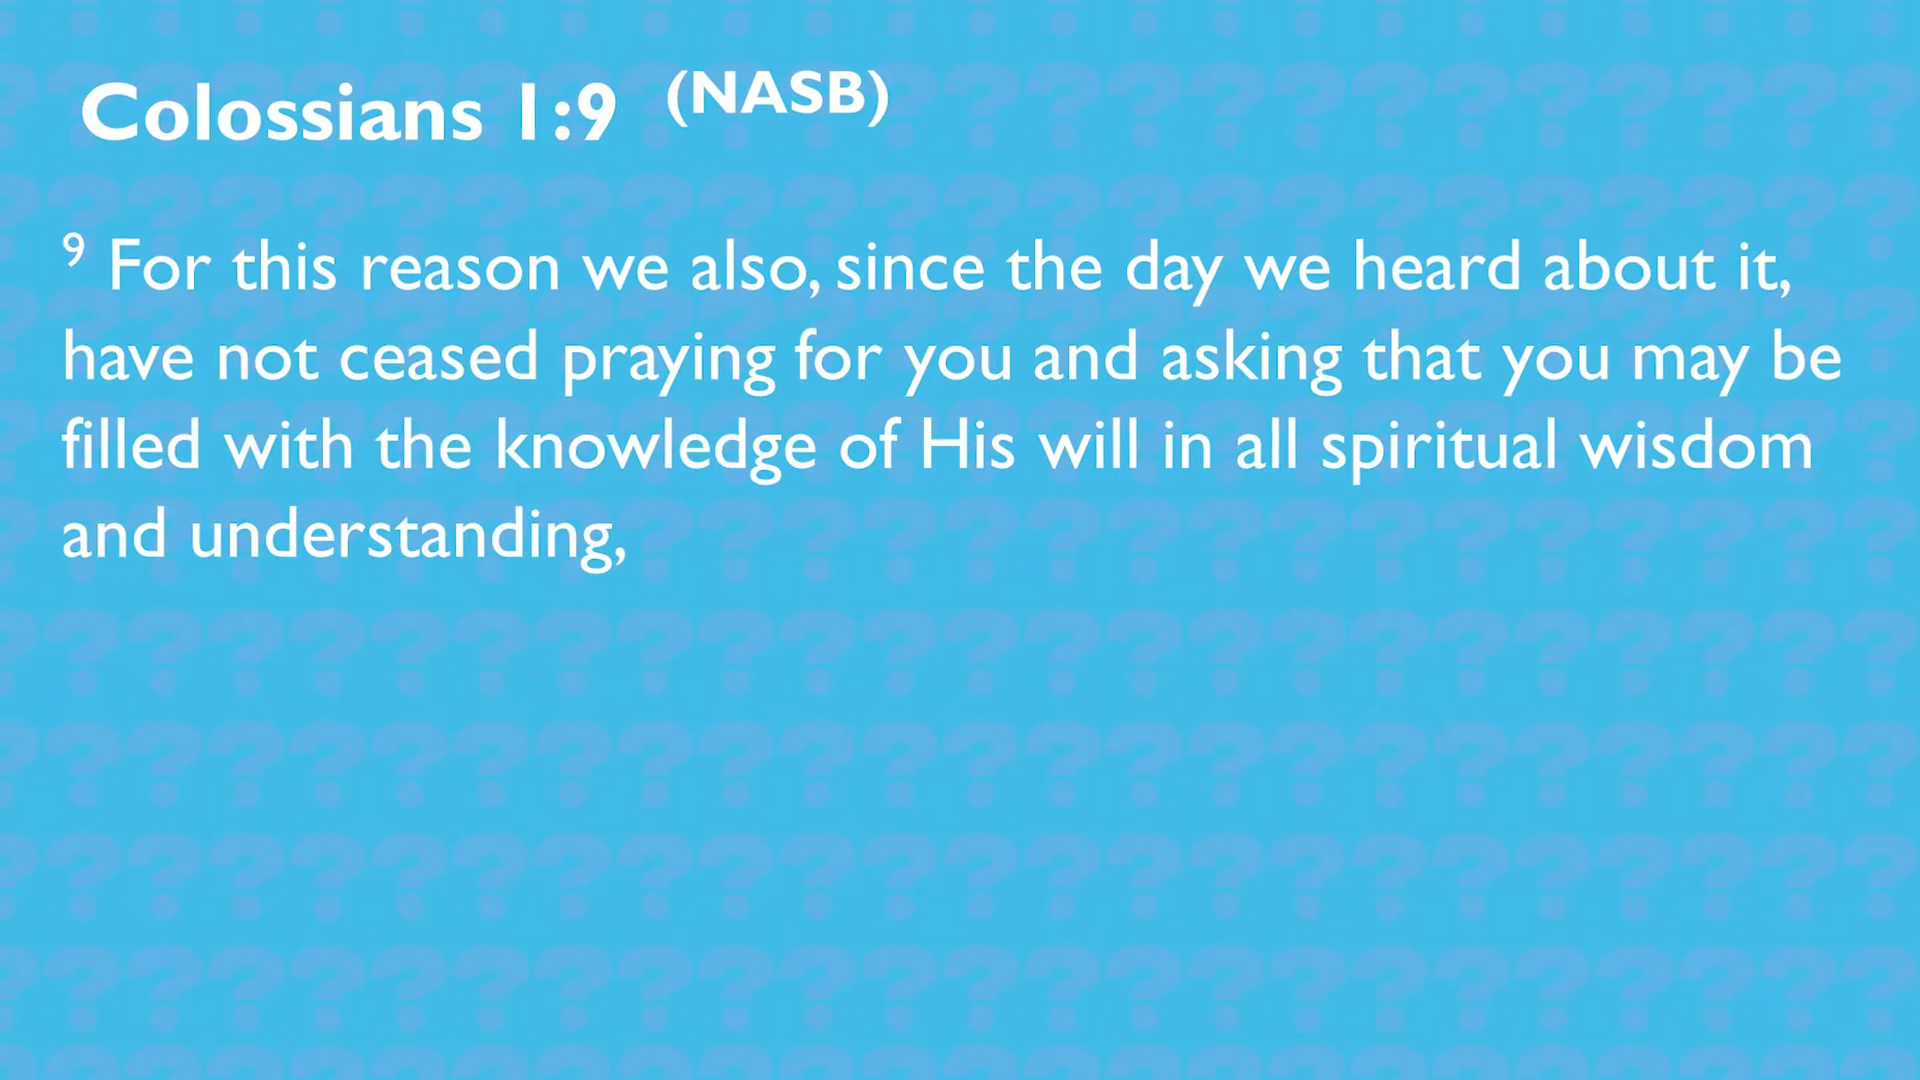 Colossians 1:9 (NASB)
9 For this reason we also, since the day we heard about it,
have not ceased praying for you and asking that you may be
filled with the knowledge of His will in all spiritual wisdom
and understanding,